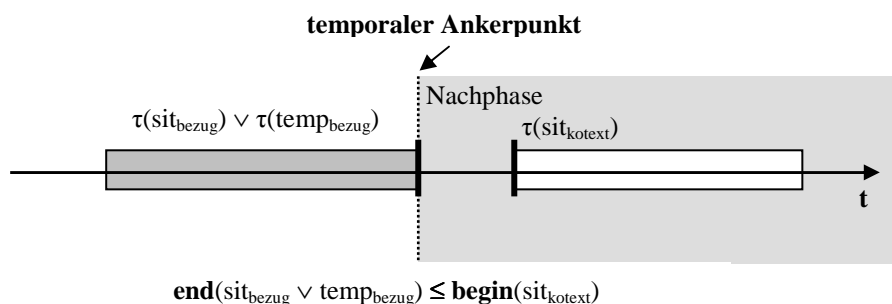 temporaler Ankerpunkt
Nachphase
τ(sit_bezug) ∨ τ(temp_bezug)
τ(sit_kotext)
t
end(sit_bezug ∨ temp_bezug) ≤ begin(sit_kotext)